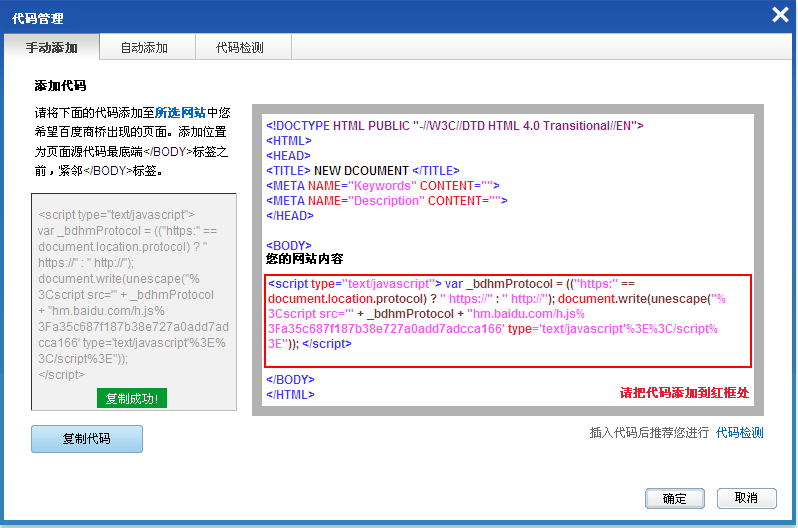 代码管理
手动添加 自动添加 代码检测
添加代码
请将下面的代码添加至所选网站中您
希望百度商桥出现的页面。添加位置
为页面源代码最底端</BODY>标签之
前，紧邻</BODY>标签。
<script type="text/javascript">
var _bdhmProtocol = (("https:" ==
document.location.protocol) ? "
https://" : " http://");
document.write(unescape("%
3Cscript src='" + _bdhmProtocol
+ "hm.baidu.com/h.js%
3Fa35c687f187b38e727a0add7ad
cca166' type='text/javascript'%3E%
3C/script%3E"));
</script>
复制成功!
复制代码
<!DOCTYPE HTML PUBLIC "-//W3C//DTD HTML 4.0 Transitional//EN">
<HTML>
<HEAD>
<TITLE> NEW DCOUMENT </TITLE>
<META NAME="Keywords" CONTENT="">
<META NAME="Description" CONTENT="">
</HEAD>
<BODY>
您的网站内容
<script type="text/javascript"> var _bdhmProtocol = (("https:" ==
document.location.protocol) ? " https://" : " http://"); document.write(unescape("%
3Cscript src='" + _bdhmProtocol + "hm.baidu.com/h.js%
3Fa35c687f187b38e727a0add7adcca166' type='text/javascript'%3E%3C/script%
3E")); </script>
</BODY>
</HTML>
请把代码添加到红框处
插入代码后推荐您进行 代码检测
确定 取消